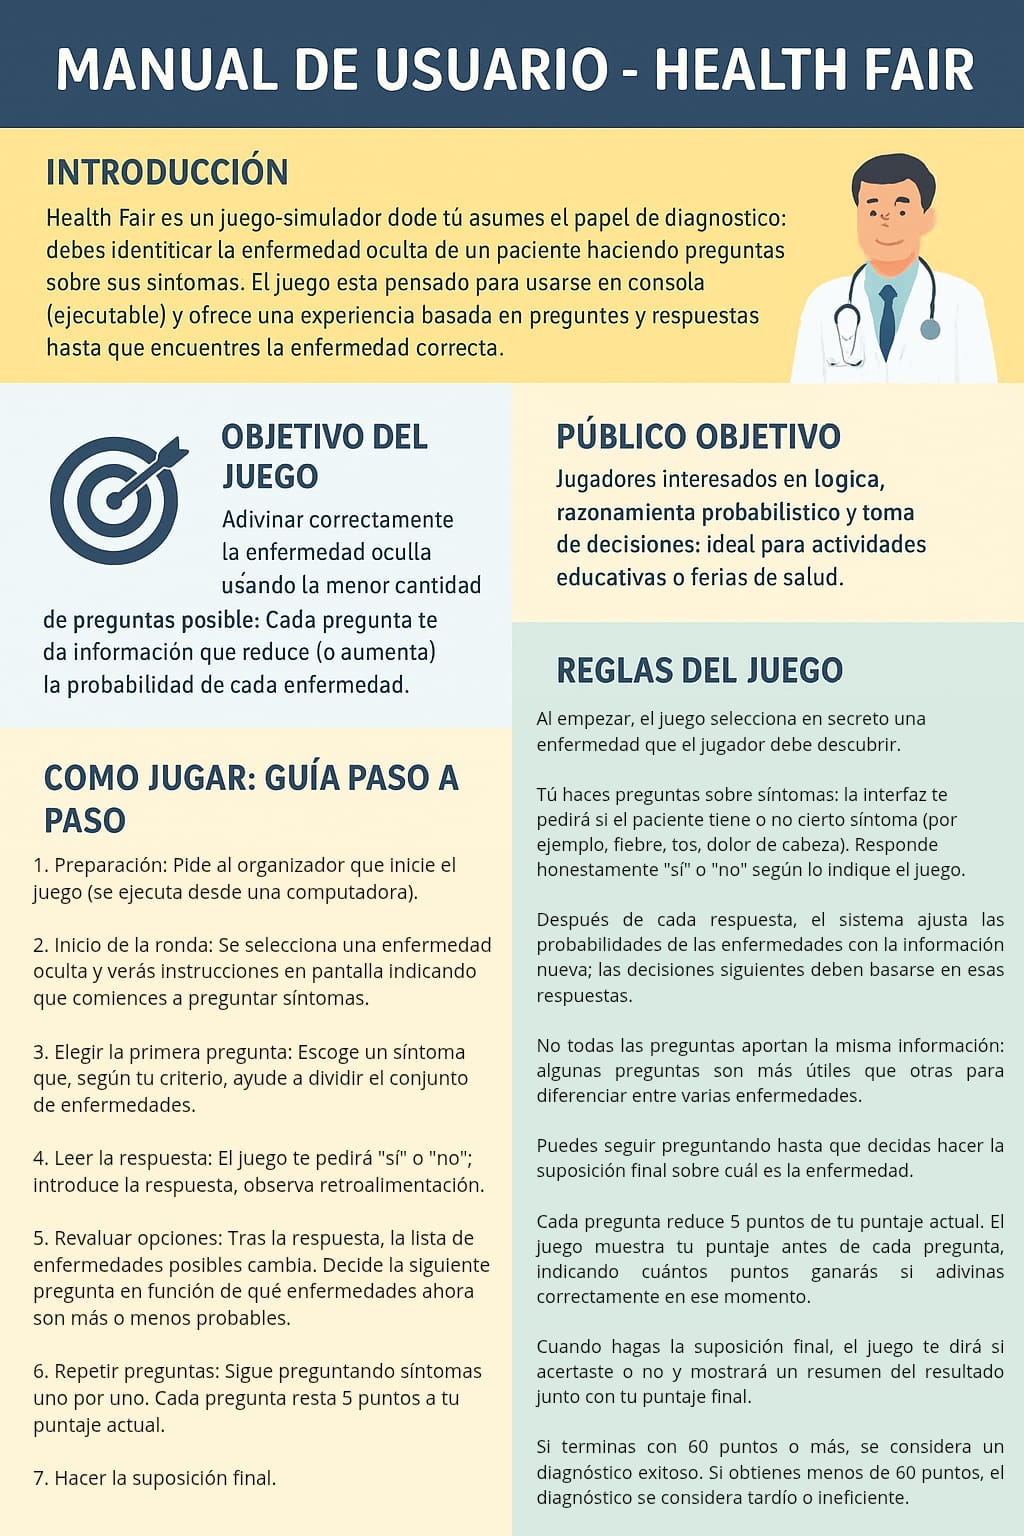 MANUAL DE USUARIO - HEALTH FAIR
INTRODUCCIÓN
Health Fair es un juego-simulador dode tú asumes el papel de diagnostico:
debes identiticar la enfermedad oculta de un paciente haciendo preguntas
sobre sus sintomas. El juego esta pensado para usarse en consola
(ejecutable) y ofrece una experiencia basada en preguntes y respuestas
hasta que encuentres la enfermedad correcta.
OBJETIVO DEL
JUEGO
Adivinar correctamente
la enfermedad oculla
usándo la menor cantidad
de preguntas posible: Cada pregunta te
da información que reduce (o aumenta)
la probabilidad de cada enfermedad.
PÚBLICO OBJETIVO
Jugadores interesados en logica,
razonamienta probabilistico y toma
de decisiones: ideal para actividades
educativas o ferias de salud.
COMO JUGAR: GUÍA PASO A
PASO
1. Preparación: Pide al organizador que inicie el
juego (se ejecuta desde una computadora).
2. Inicio de la ronda: Se selecciona una enfermedad
oculta y verás instrucciones en pantalla indicando
que comiences a preguntar síntomas.
3. Elegir la primera pregunta: Escoge un síntoma
que, según tu criterio, ayude a dividir el conjunto
de enfermedades.
4. Leer la respuesta: El juego te pedirá "sí" o "no";
introduce la respuesta, observa retroalimentación.
5. Revaluar opciones: Tras la respuesta, la lista de
enfermedades posibles cambia. Decide la siguiente
pregunta en función de qué enfermedades ahora
son más o menos probables.
6. Repetir preguntas: Sigue preguntando síntomas
uno por uno. Cada pregunta resta 5 puntos a tu
puntaje actual.
7. Hacer la suposición final.
REGLAS DEL JUEGO
Al empezar, el juego selecciona en secreto una
enfermedad que el jugador debe descubrir.
Tú haces preguntas sobre síntomas: la interfaz te
pedirá si el paciente tiene o no cierto síntoma (por
ejemplo, fiebre, tos, dolor de cabeza). Responde
honestamente "sí" o "no" según lo indique el juego.
Después de cada respuesta, el sistema ajusta las
probabilidades de las enfermedades con la información
nueva; las decisiones siguientes deben basarse en esas
respuestas.
No todas las preguntas aportan la misma información:
algunas preguntas son más útiles que otras para
diferenciar entre varias enfermedades.
Puedes seguir preguntando hasta que decidas hacer la
suposición final sobre cuál es la enfermedad.
Cada pregunta reduce 5 puntos de tu puntaje actual. El
juego muestra tu puntaje antes de cada pregunta,
indicando cuántos puntos ganarás si adivinas
correctamente en ese momento.
Cuando hagas la suposición final, el juego te dirá si
acertaste o no y mostrará un resumen del resultado
junto con tu puntaje final.
Si terminas con 60 puntos o más, se considera un
diagnóstico exitoso. Si obtienes menos de 60 puntos, el
diagnóstico se considera tardío o ineficiente.